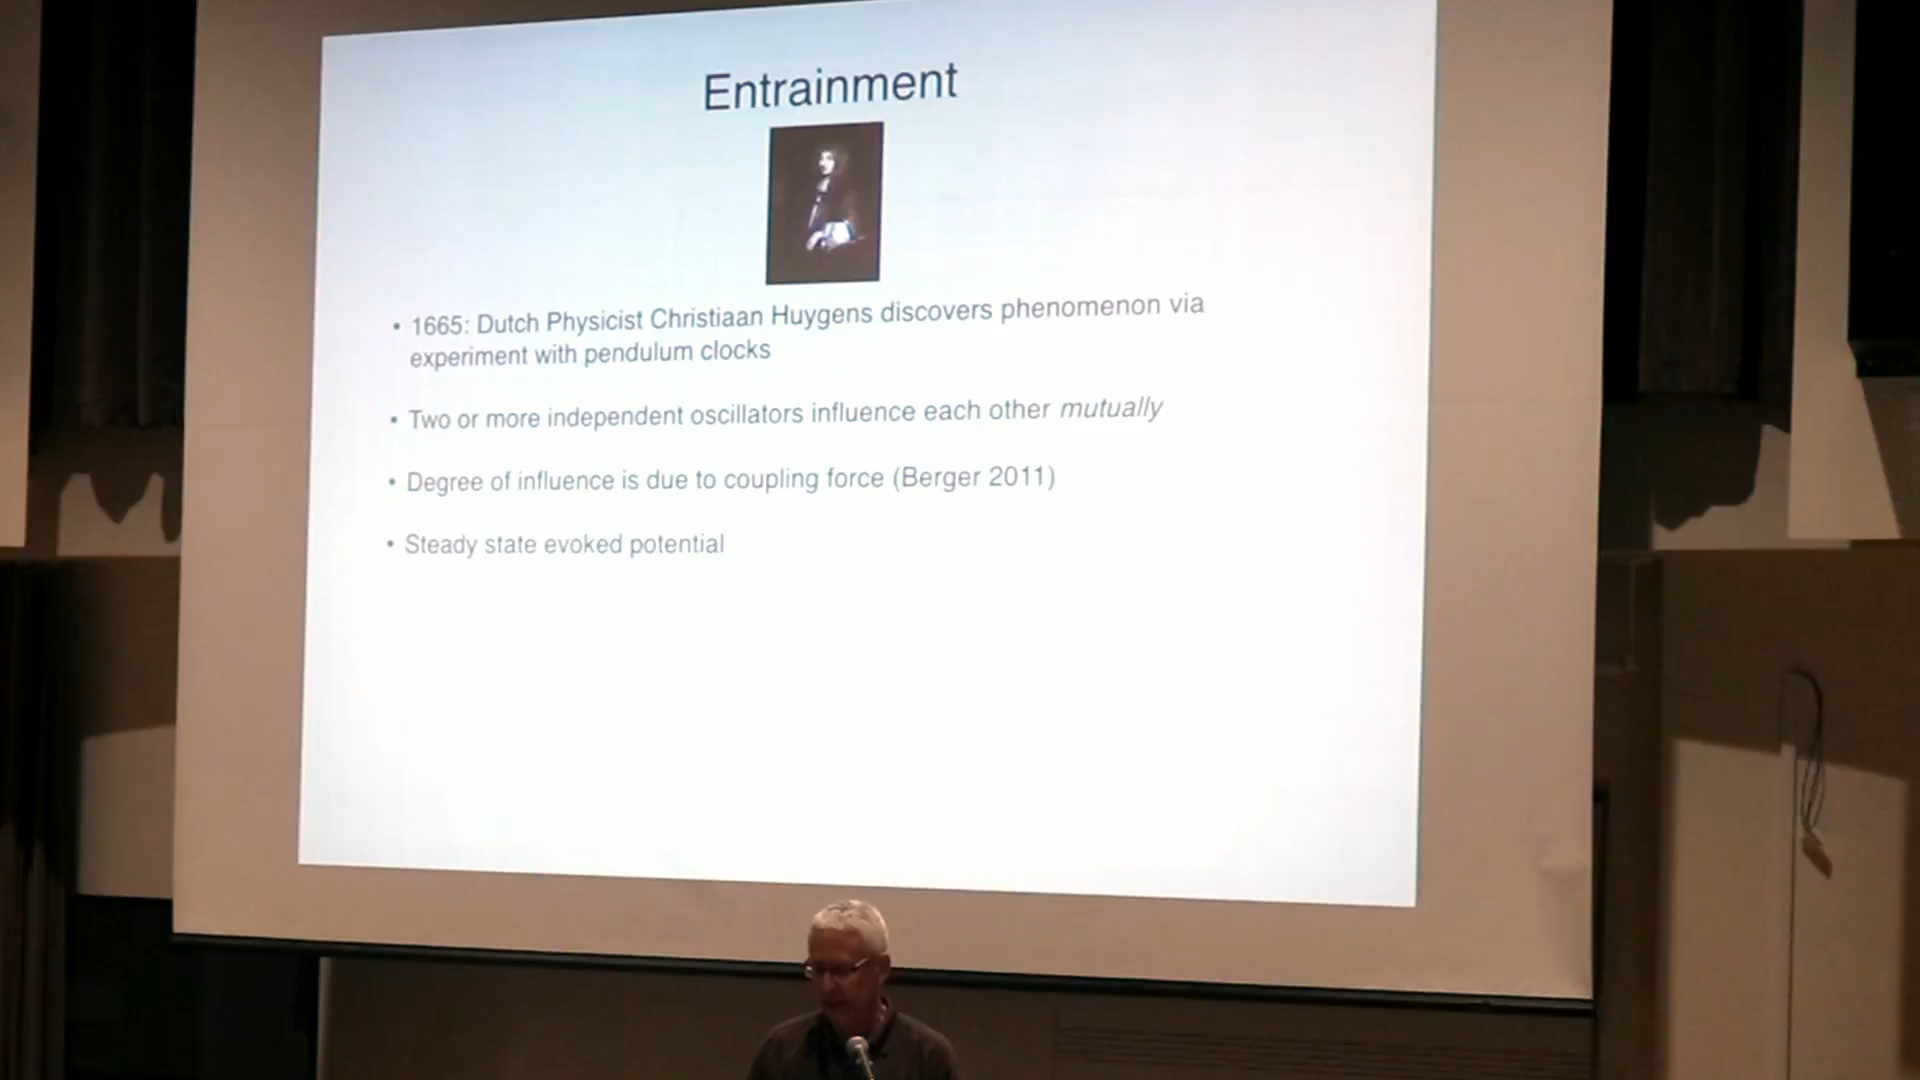 Entrainment
• 1665: Dutch Physicist Christiaan Huygens discovers phenomenon via
experiment with pendulum clocks
• Two or more independent oscillators influence each other mutually
• Degree of influence is due to coupling force (Berger 2011)
• Steady state evoked potential